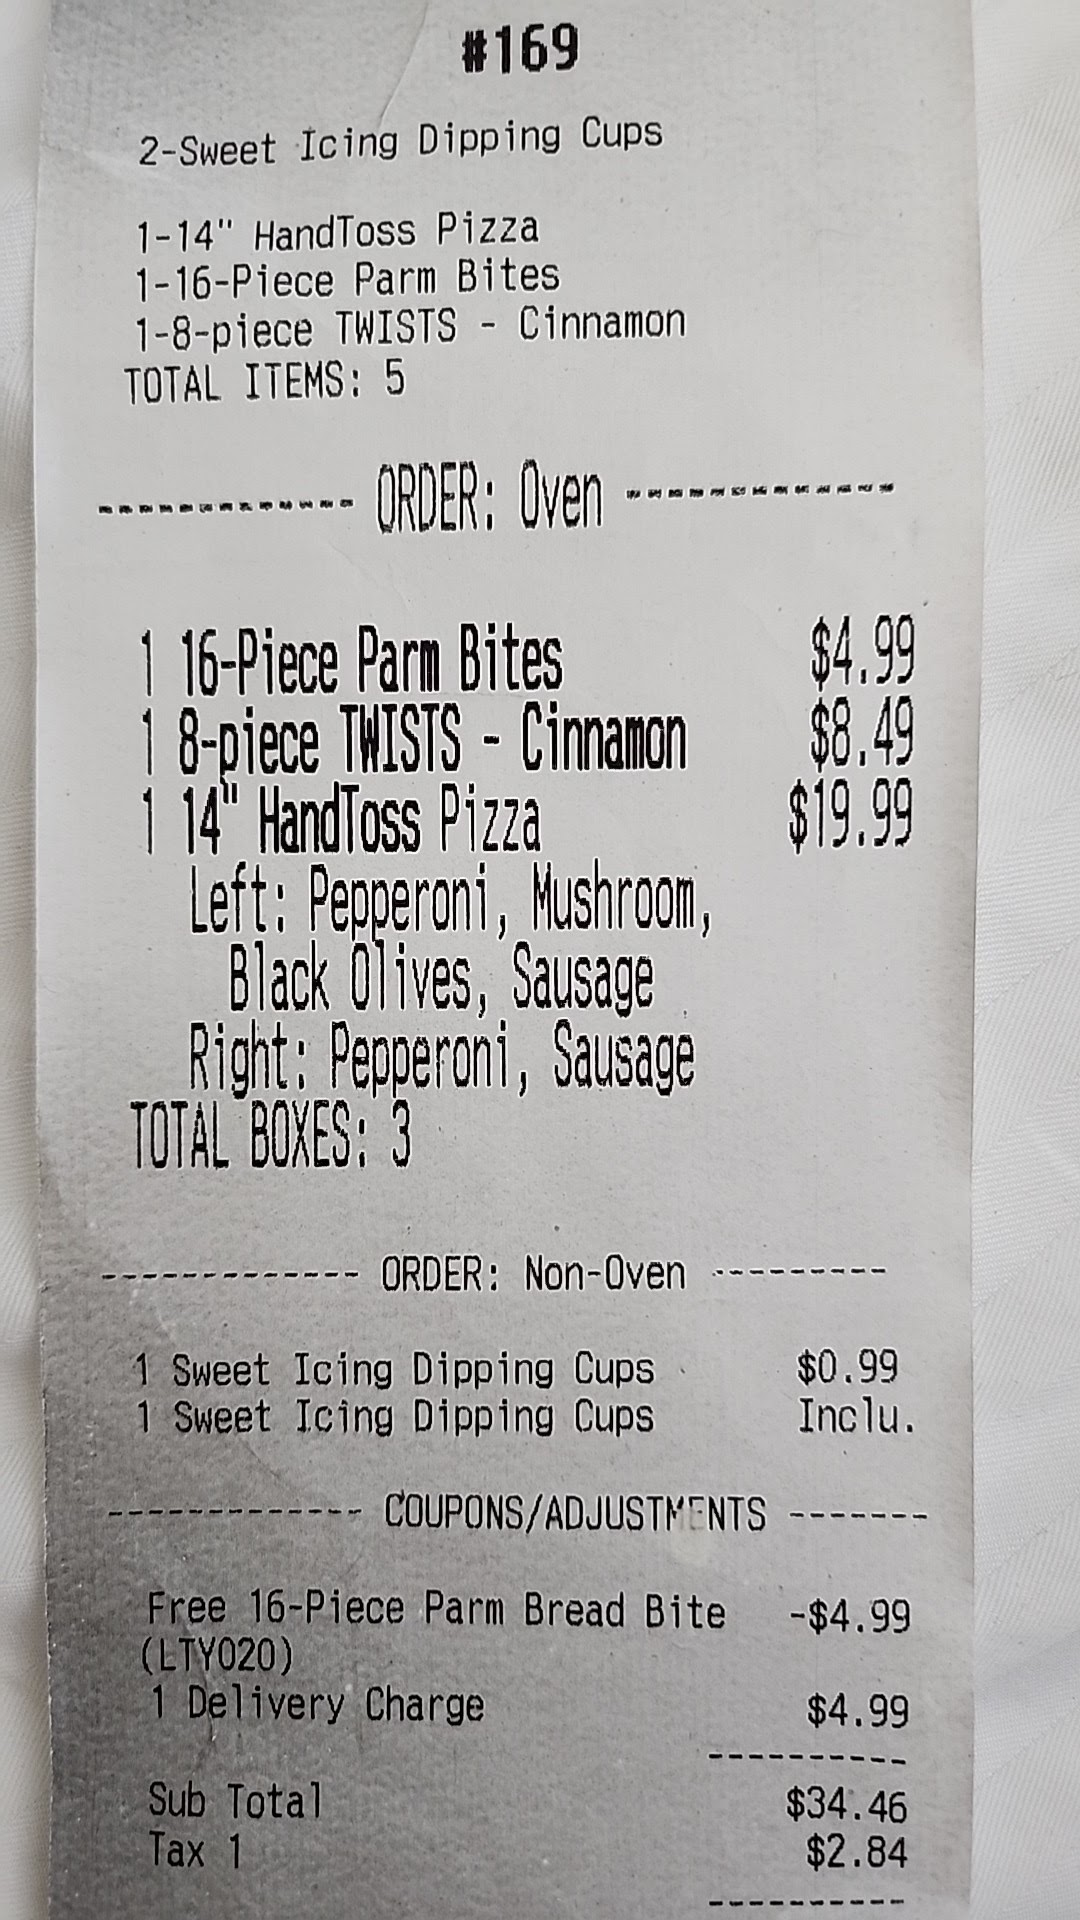 #169
2-Sweet Icing Dipping Cups
1-14" HandToss Pizza
1-16-Piece Parm Bites
1-8-piece TWISTS - Cinnamon
TOTAL ITEMS: 5
------------- ORDER: Oven -------------
1 16-Piece Parm Bites $4.99
1 8-piece TWISTS - Cinnamon $8.49
1 14" HandToss Pizza $19.99
Left: Pepperoni, Mushroom,
Black Olives, Sausage
Right: Pepperoni, Sausage
TOTAL BOXES: 3
------------- ORDER: Non-Oven ---------
1 Sweet Icing Dipping Cups $0.99
1 Sweet Icing Dipping Cups Inclu.
------------- COUPONS/ADJUSTMENTS -------
Free 16-Piece Parm Bread Bite -$4.99
(LTY020)
1 Delivery Charge $4.99
----------
Sub Total $34.46
Tax 1 $2.84
----------